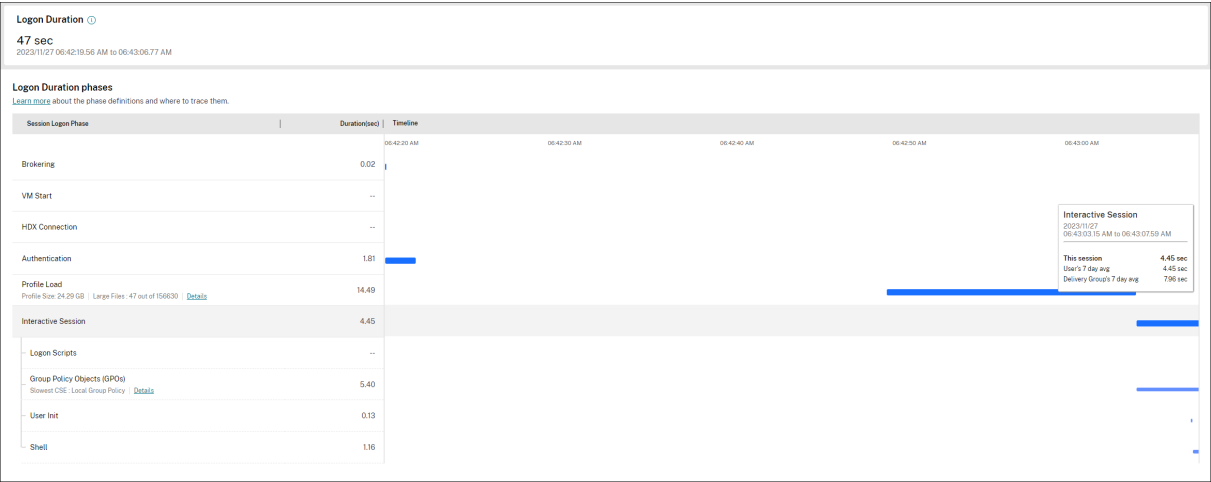 Logon Duration
47 sec
2023/11/27 06:42:19.56 AM to 06:43:06.77 AM
Logon Duration phases
Learn more about the phase definitions and where to trace them.
Session Logon Phase | Duration(sec) | Timeline
06:42:20 AM 06:42:30 AM 06:42:40 AM 06:42:50 AM 06:43:00 AM
Brokering 0.02
VM Start --
HDX Connection --
Authentication 1.81
Profile Load 14.49
Profile Size: 24.29 GB | Large Files : 47 out of 156630 | Details
Interactive Session 4.45
Logon Scripts --
Group Policy Objects (GPOs) 5.40
Slowest CSE : Local Group Policy | Details
User Init 0.13
Shell 1.16
Interactive Session
2023/11/27
06:43:03.15 AM to 06:43:07.59 AM
This session 4.45 sec
User's 7 day avg 4.45 sec
Delivery Group's 7 day avg 7.96 sec